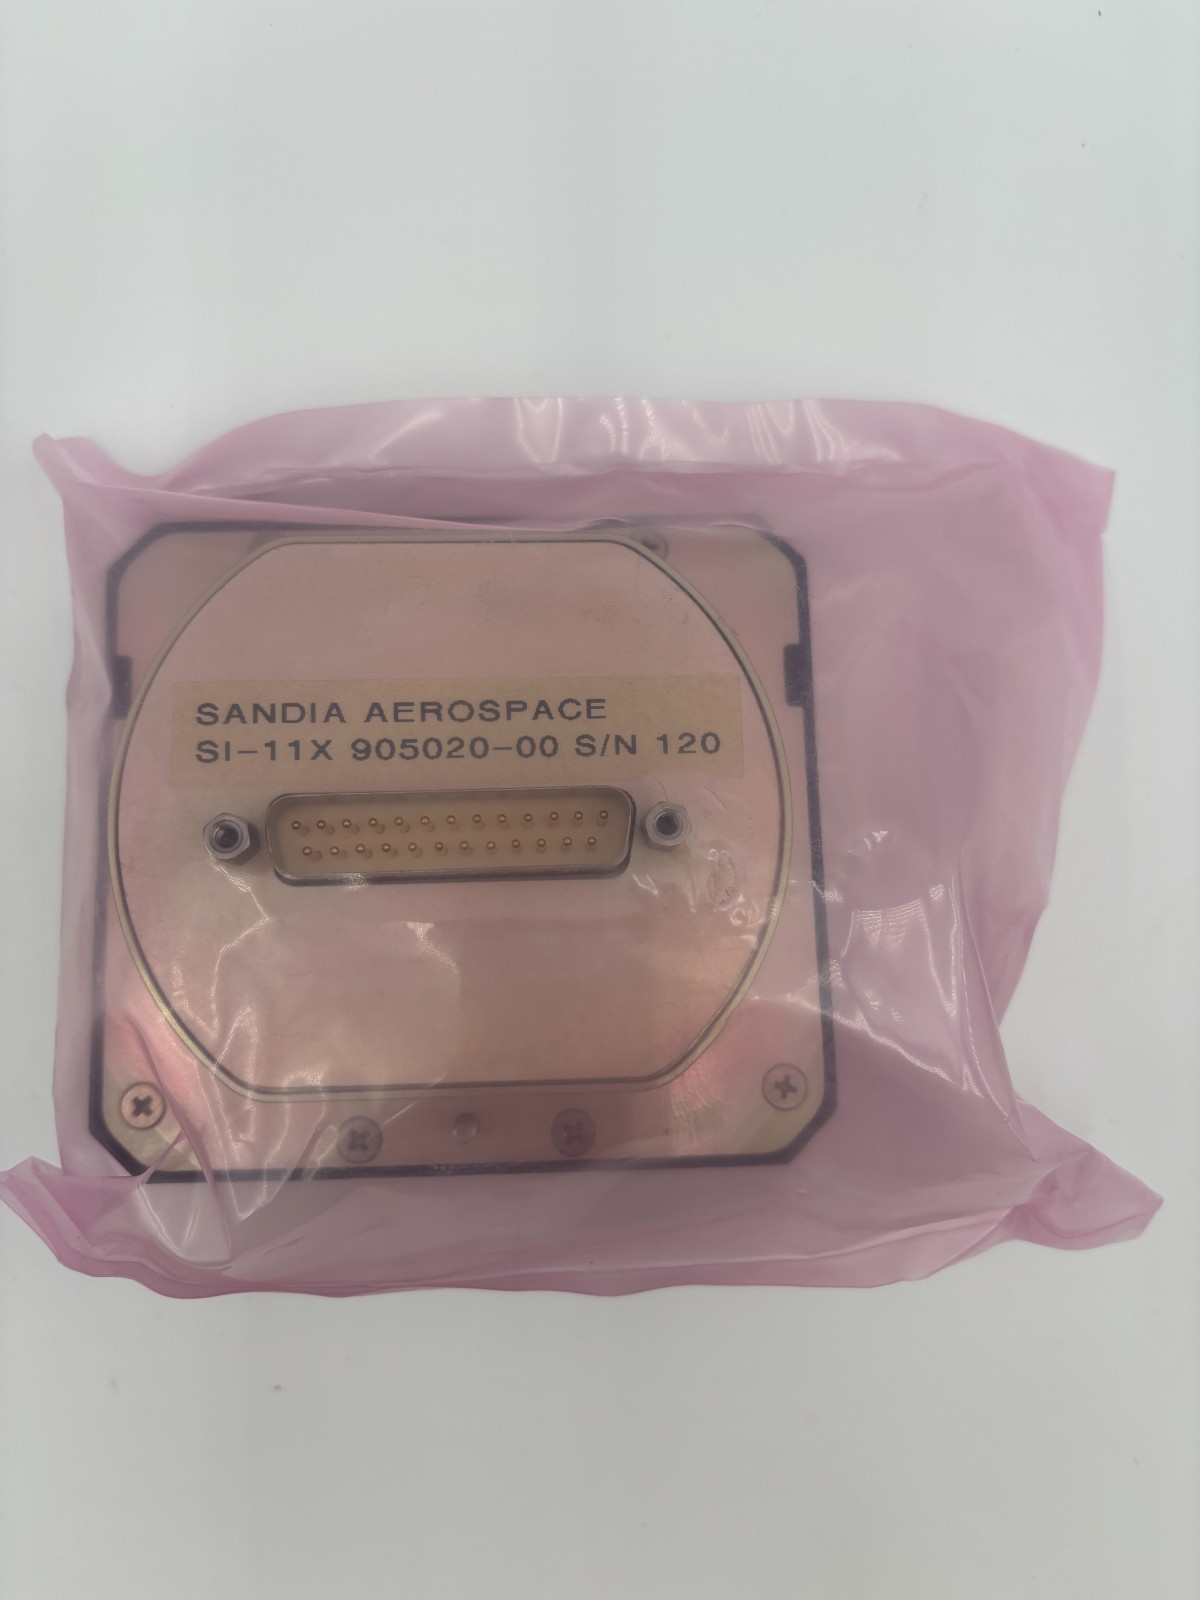 SANDIA AEROSPACE
SI-11X 905020-00 S/N 120